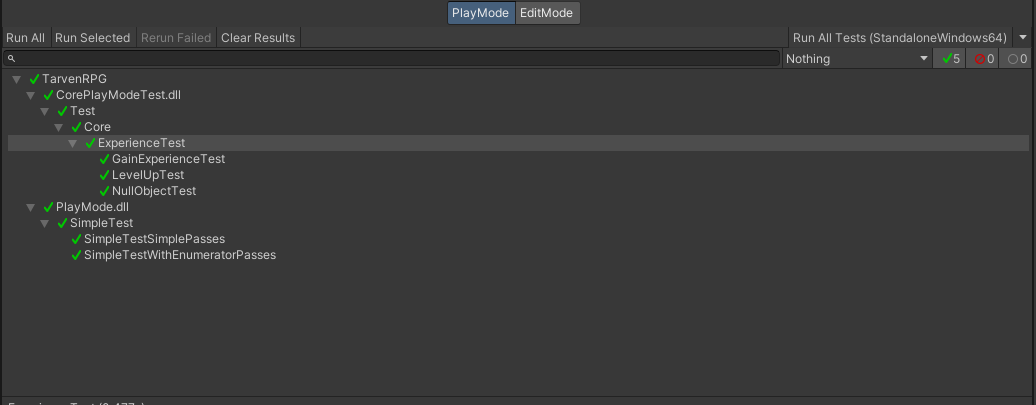 PlayMode EditMode
Run All Run Selected Rerun Failed Clear Results Run All Tests (StandaloneWindows64)
Nothing 5 0 0
TarvenRPG
CorePlayModeTest.dll
Test
Core
ExperienceTest
GainExperienceTest
LevelUpTest
NullObjectTest
PlayMode.dll
SimpleTest
SimpleTestSimplePasses
SimpleTestWithEnumeratorPasses